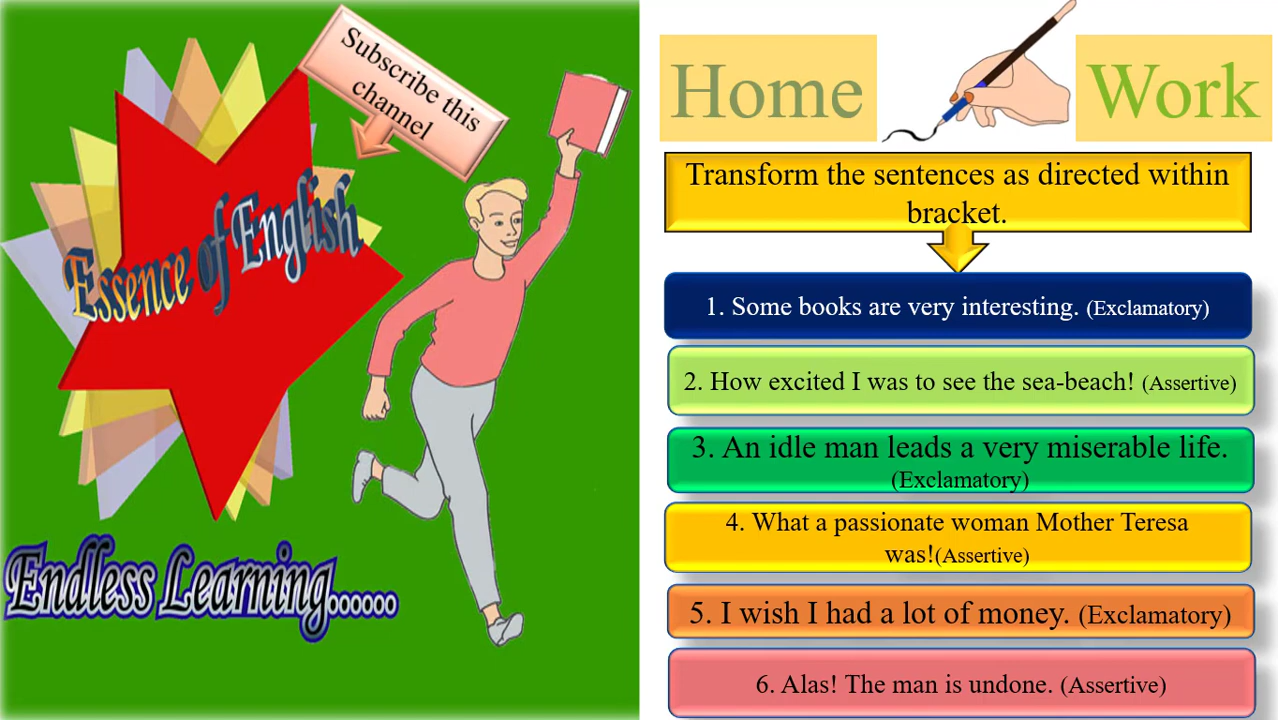 Subscribe this
channel
Essence of English
Endless Learning......
Home Work
Transform the sentences as directed within
bracket.
1. Some books are very interesting. (Exclamatory)
2. How excited I was to see the sea-beach! (Assertive)
3. An idle man leads a very miserable life.
(Exclamatory)
4. What a passionate woman Mother Teresa
was!(Assertive)
5. I wish I had a lot of money. (Exclamatory)
6. Alas! The man is undone. (Assertive)